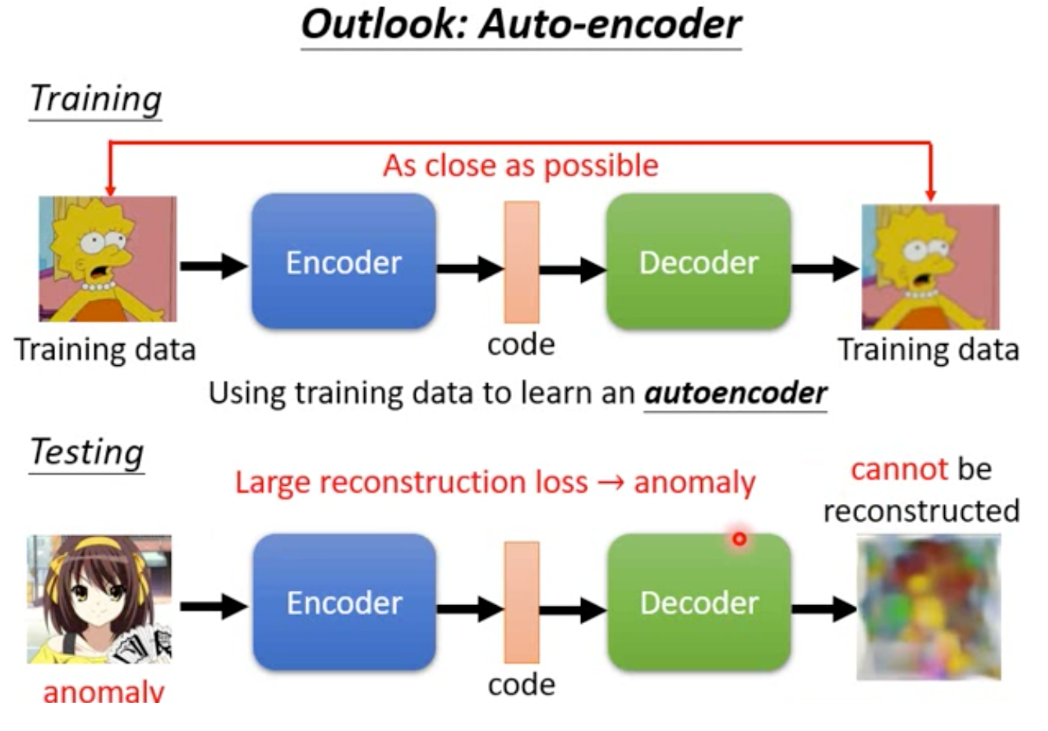 Outlook: Auto-encoder
Training
As close as possible
Encoder
Decoder
Training data
code
Training data
Using training data to learn an autoencoder
Testing
Large reconstruction loss → anomaly
cannot be
reconstructed
Encoder
Decoder
code
anomaly